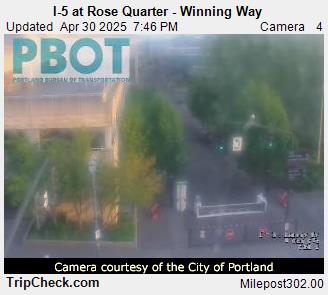 I-5 at Rose Quarter - Winning Way
Updated Apr 30 2025 7:46 PM Camera 4
PBOT
PORTLAND BUREAU OF TRANSPORTATION
Camera courtesy of the City of Portland
TripCheck.com Milepost302.00